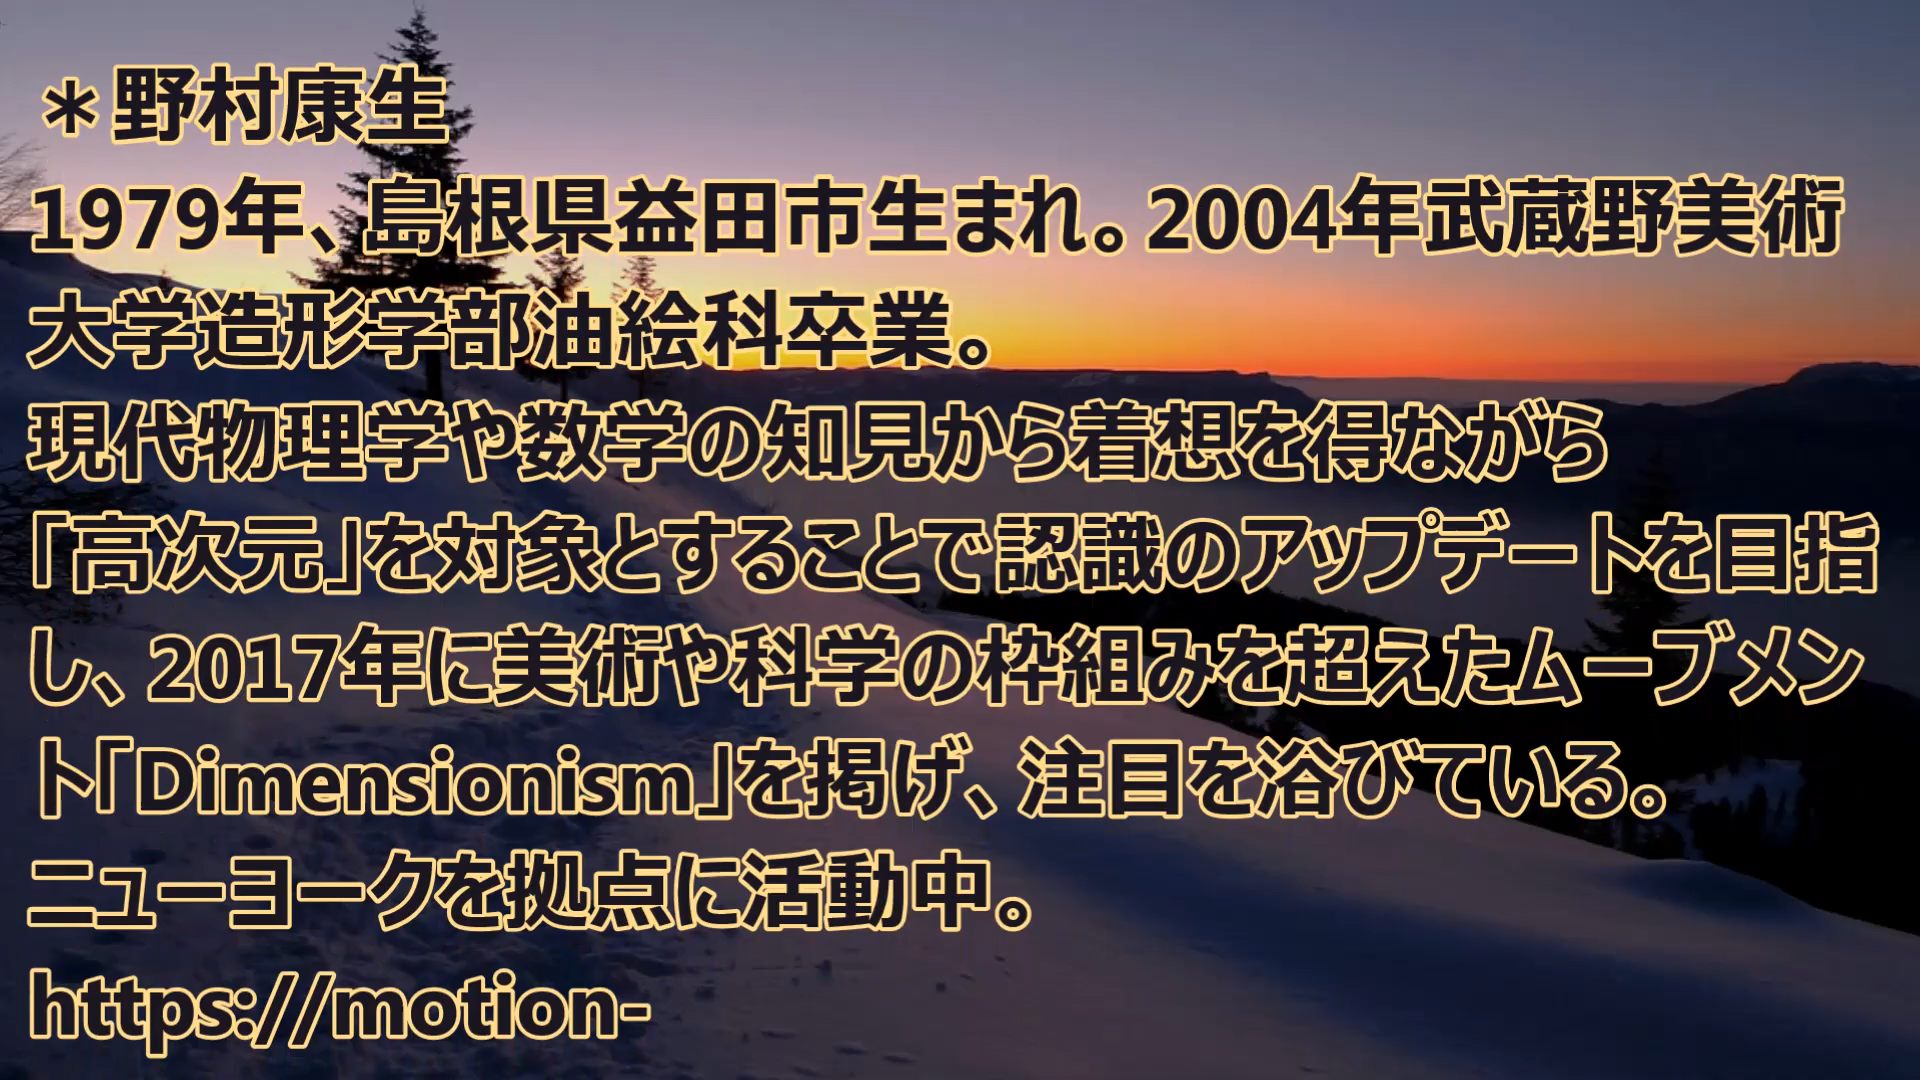 ＊野村康生
1979年、島根県益田市生まれ。2004年武蔵野美術
大学造形学部油絵科卒業。
現代物理学や数学の知見から着想を得ながら
「高次元」を対象とすることで認識のアップデートを目指
し、2017年に美術や科学の枠組みを超えたムーブメン
ト「Dimensionism」を掲げ、注目を浴びている。
ニューヨークを拠点に活動中。
https://motion-